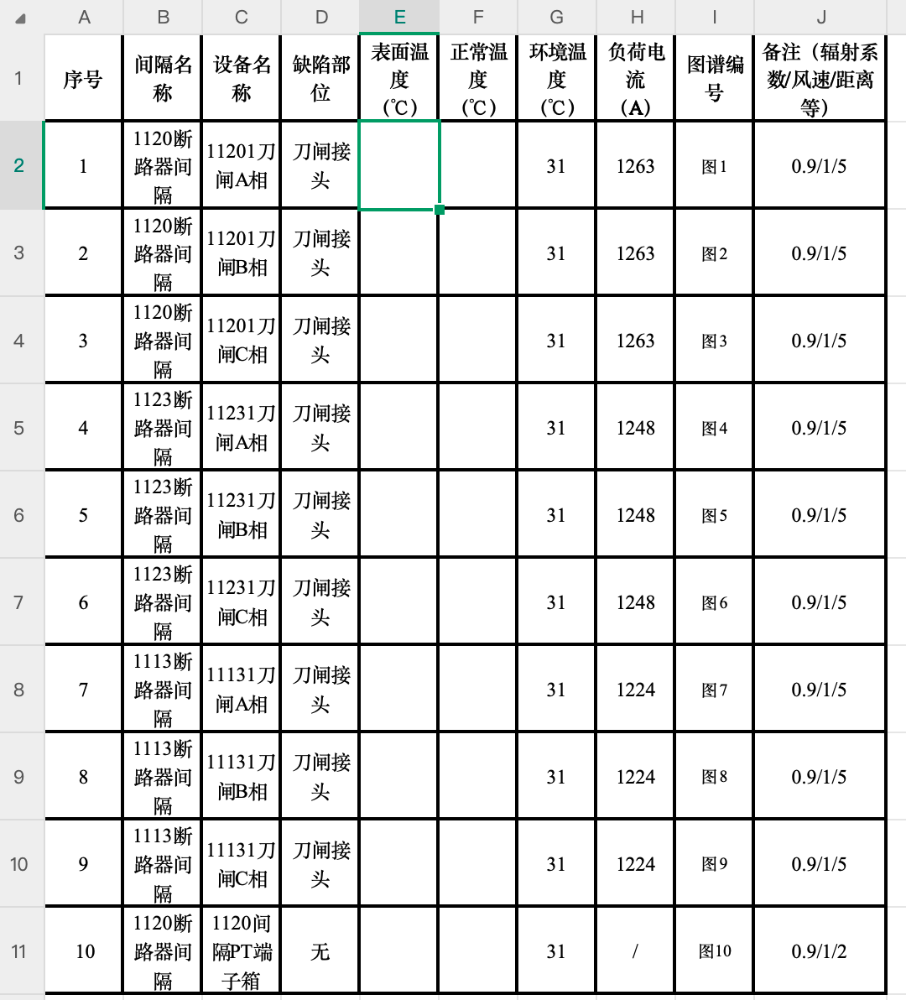 A B C D E F G H I J
1 序号 间隔名称 设备名称 缺陷部位 表面温度(℃) 正常温度(℃) 环境温度(℃) 负荷电流(A) 图谱编号 备注（辐射系数/风速/距离等）
2 1 1120断路器间隔 11201刀闸A相 刀闸接头 31 1263 图1 0.9/1/5
3 2 1120断路器间隔 11201刀闸B相 刀闸接头 31 1263 图2 0.9/1/5
4 3 1120断路器间隔 11201刀闸C相 刀闸接头 31 1263 图3 0.9/1/5
5 4 1123断路器间隔 11231刀闸A相 刀闸接头 31 1248 图4 0.9/1/5
6 5 1123断路器间隔 11231刀闸B相 刀闸接头 31 1248 图5 0.9/1/5
7 6 1123断路器间隔 11231刀闸C相 刀闸接头 31 1248 图6 0.9/1/5
8 7 1113断路器间隔 11131刀闸A相 刀闸接头 31 1224 图7 0.9/1/5
9 8 1113断路器间隔 11131刀闸B相 刀闸接头 31 1224 图8 0.9/1/5
10 9 1113断路器间隔 11131刀闸C相 刀闸接头 31 1224 图9 0.9/1/5
11 10 1120断路器间隔 1120间隔PT端子箱 无 31 / 图10 0.9/1/2